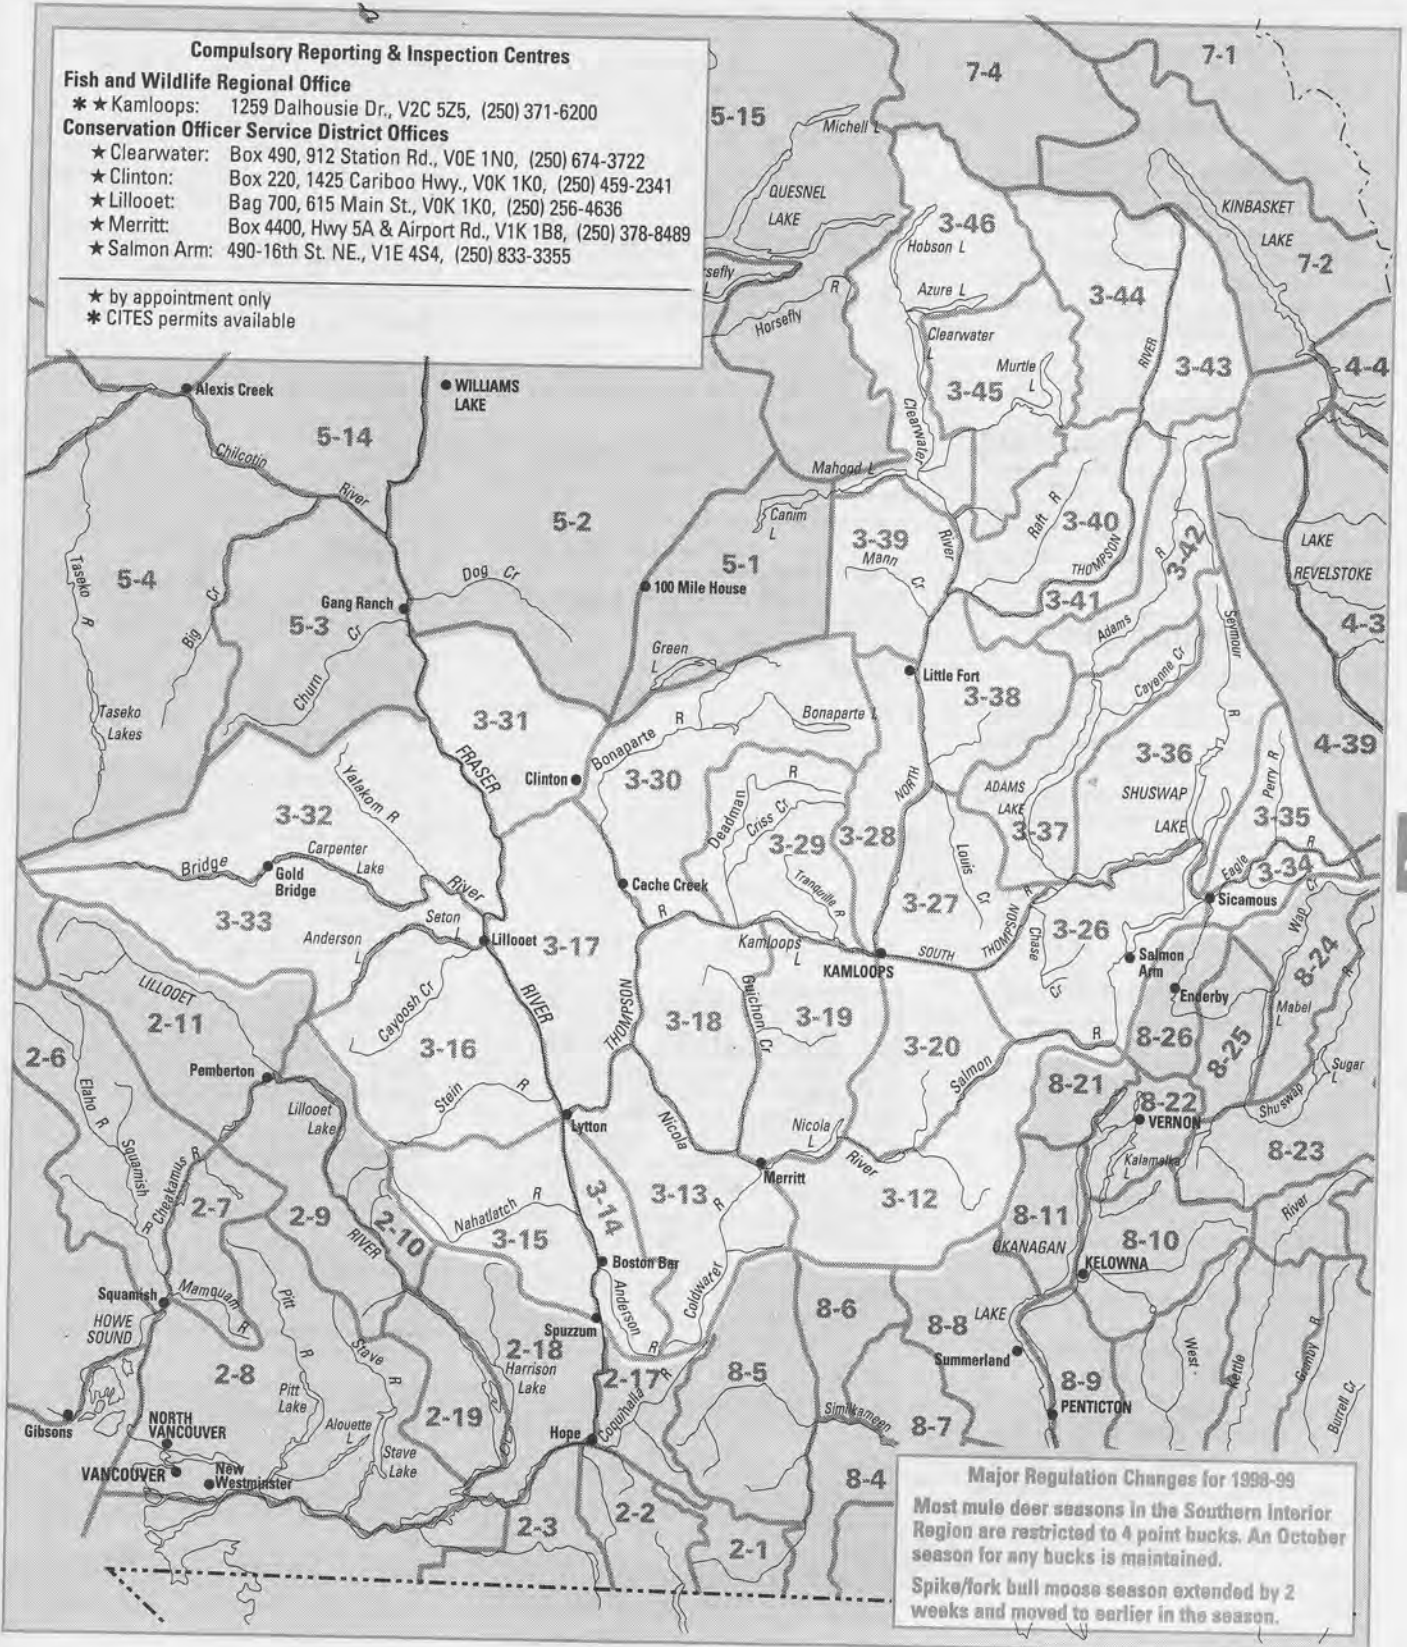 Compulsory Reporting & Inspection Centres
Fish and Wildlife Regional Office
✱ ★ Kamloops: 1259 Dalhousie Dr., V2C 5Z5, (250) 371-6200
Conservation Officer Service District Offices
★ Clearwater: Box 490, 912 Station Rd., V0E 1N0, (250) 674-3722
★ Clinton: Box 220, 1425 Cariboo Hwy., V0K 1K0, (250) 459-2341
★ Lillooet: Bag 700, 615 Main St., V0K 1K0, (250) 256-4636
★ Merritt: Box 4400, Hwy 5A & Airport Rd., V1K 1B8, (250) 378-8489
★ Salmon Arm: 490-16th St. NE., V1E 4S4, (250) 833-3355
★ by appointment only
✱ CITES permits available
7-4
7-1
5-15
Michell L
QUESNEL
LAKE
3-46
Hobson L
KINBASKET
LAKE
7-2
Azure L
3-44
Horsefly
R
Clearwater
L
Murtle
L
RIVER
3-43
4-4
3-45
Alexis Creek
WILLIAMS
LAKE
5-14
Chilcotin
River
Clearwater
Mahood L
5-2
Canim
L
3-39
Mann
Cr
River
Raft R
3-40
THOMPSON
3-42
R
LAKE
REVELSTOKE
5-4
Taseko
R
Big
Cr
5-3
Gang Ranch
Dog Cr
100 Mile House
5-1
3-41
Adams
Seymour
R
4-3
Churn
Cr
Green
L
Little Fort
3-38
Cayenne Cr
Taseko
Lakes
3-31
Bonaparte
R
Bonaparte L
3-36
4-39
Yalakom R
FRASER
Clinton
3-30
Deadman
R
Criss Cr
NORTH
ADAMS
LAKE
SHUSWAP
LAKE
Perry R
3-32
3-29
3-28
3-37
3-35
R
Carpenter
Lake
Bridge
Gold
Bridge
River
Cache Creek
R
Tranquille R
Louis
Cr
3-27
Eagle
3-34
Sicamous
3-33
Seton
L
Anderson
L
Lillooet
3-17
Kamloops
L
KAMLOOPS
SOUTH
THOMPSON
R
Chase
Cr
3-26
Salmon
Arm
Wap Cr
8-24
R
LILLOOET
2-11
Cayoosh Cr
RIVER
THOMPSON
3-18
Guichom
Cr
3-19
3-20
R
Enderby
Mabel
L
2-6
3-16
Salmon
8-26
8-25
Sugar
L
Pemberton
Elaho R
Lillooet
Lake
Stein
R
Lytton
Nicola
Nicola
L
River
8-21
8-22
VERNON
Shuswap
Squamish
R
Cheakamus
R
Merritt
Kalamalka
L
8-23
2-7
2-9
RIVER
2-10
Nahatlatch
R
3-15
3-14
3-13
R
3-12
8-11
8-10
River
OKANAGAN
KELOWNA
Boston Bar
Anderson
R
Coldwater
Squamish
Mamquam
R
Pitt
R
HOWE
SOUND
Spuzzum
8-6
8-8
LAKE
Stave
R
2-18
Harrison
Lake
Summerland
West
Kettle
Granby R
Burrell Cr
2-8
Pitt
Lake
2-17
Coquihalla
R
8-5
8-9
PENTICTON
Gibsons
NORTH
VANCOUVER
Alouette
L
2-19
Hope
Similkameen
8-7
VANCOUVER
New
Westminster
Stave
Lake
8-4
2-3
2-2
2-1
Major Regulation Changes for 1998-99
Most mule deer seasons in the Southern Interior
Region are restricted to 4 point bucks. An October
season for any bucks is maintained.
Spike/fork bull moose season extended by 2
weeks and moved to earlier in the season.